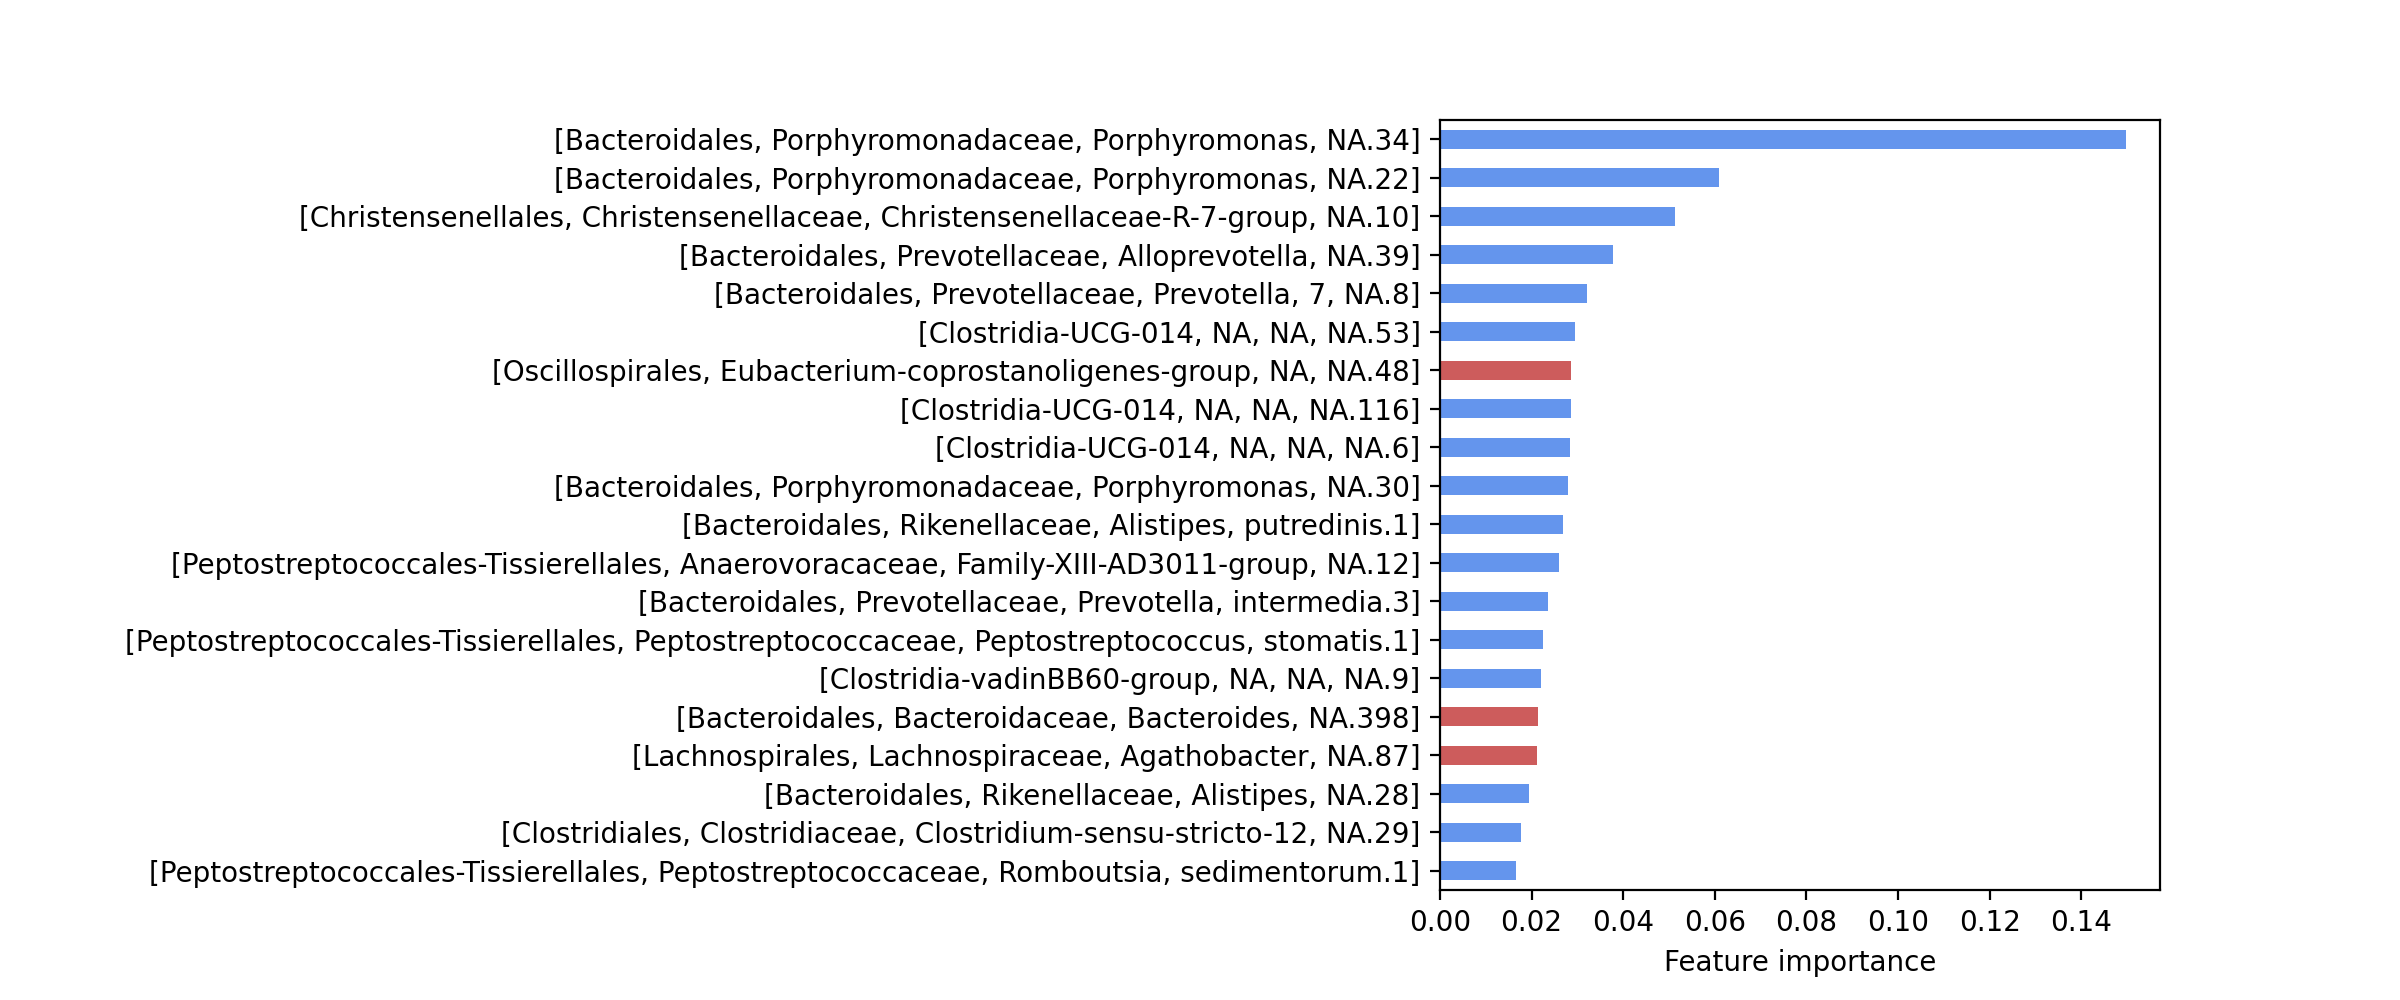 [Bacteroidales, Porphyromonadaceae, Porphyromonas, NA.34]
[Bacteroidales, Porphyromonadaceae, Porphyromonas, NA.22]
[Christensenellales, Christensenellaceae, Christensenellaceae-R-7-group, NA.10]
[Bacteroidales, Prevotellaceae, Alloprevotella, NA.39]
[Bacteroidales, Prevotellaceae, Prevotella, 7, NA.8]
[Clostridia-UCG-014, NA, NA, NA.53]
[Oscillospirales, Eubacterium-coprostanoligenes-group, NA, NA.48]
[Clostridia-UCG-014, NA, NA, NA.116]
[Clostridia-UCG-014, NA, NA, NA.6]
[Bacteroidales, Porphyromonadaceae, Porphyromonas, NA.30]
[Bacteroidales, Rikenellaceae, Alistipes, putredinis.1]
[Peptostreptococcales-Tissierellales, Anaerovoracaceae, Family-XIII-AD3011-group, NA.12]
[Bacteroidales, Prevotellaceae, Prevotella, intermedia.3]
[Peptostreptococcales-Tissierellales, Peptostreptococcaceae, Peptostreptococcus, stomatis.1]
[Clostridia-vadinBB60-group, NA, NA, NA.9]
[Bacteroidales, Bacteroidaceae, Bacteroides, NA.398]
[Lachnospirales, Lachnospiraceae, Agathobacter, NA.87]
[Bacteroidales, Rikenellaceae, Alistipes, NA.28]
[Clostridiales, Clostridiaceae, Clostridium-sensu-stricto-12, NA.29]
[Peptostreptococcales-Tissierellales, Peptostreptococcaceae, Romboutsia, sedimentorum.1]
0.00 0.02 0.04 0.06 0.08 0.10 0.12 0.14
Feature importance